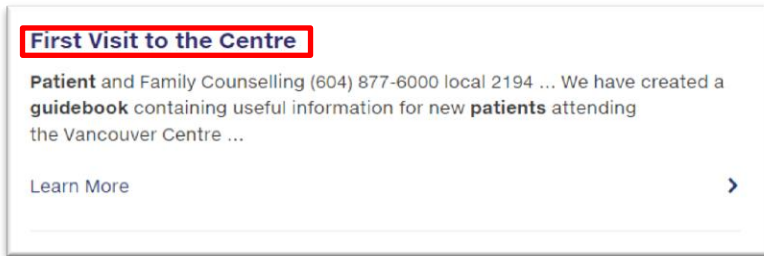 First Visit to the Centre
Patient and Family Counselling (604) 877-6000 local 2194 ... We have created a
guidebook containing useful information for new patients attending
the Vancouver Centre ...
Learn More